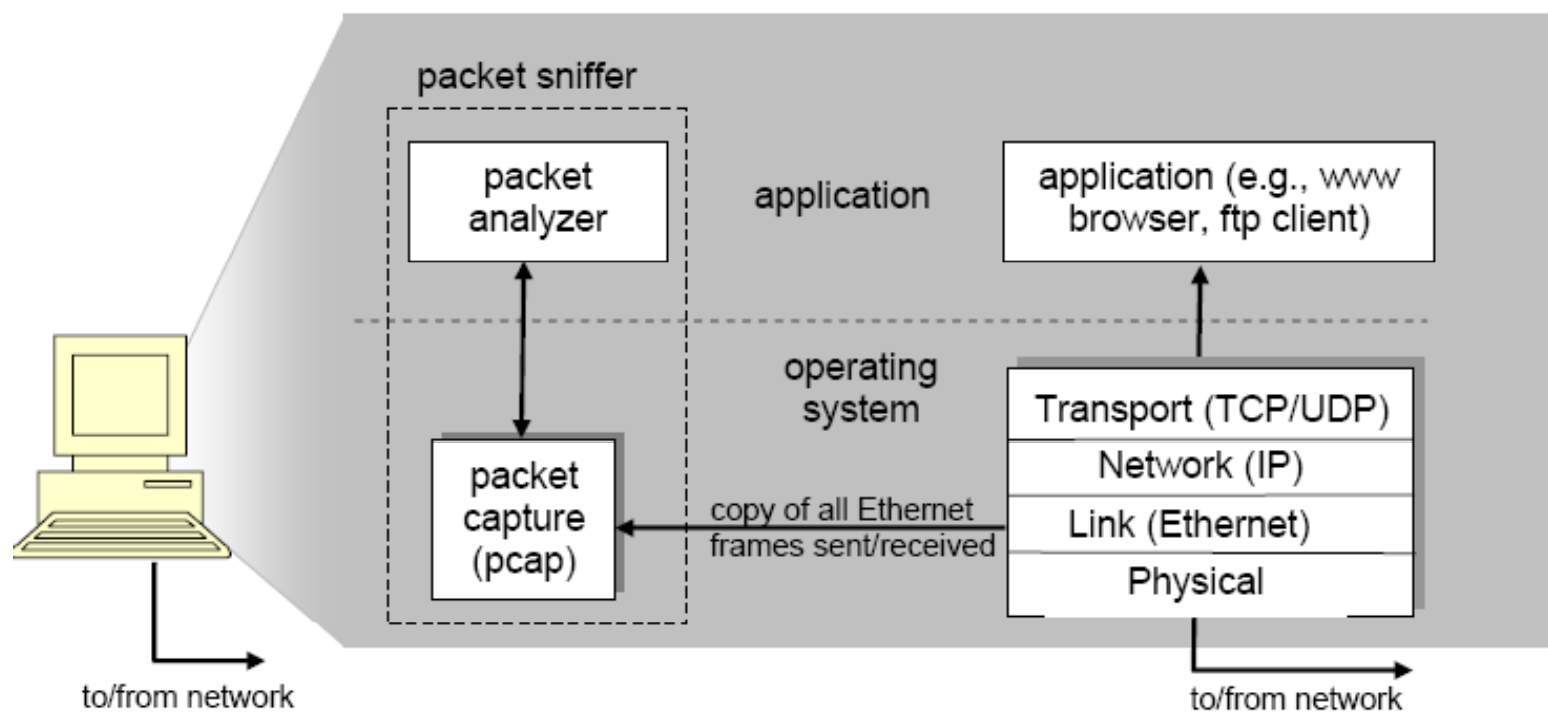 packet sniffer
packet
analyzer
application
application (e.g., www
browser, ftp client)
operating
system
packet
capture
(pcap)
copy of all Ethernet
frames sent/received
Transport (TCP/UDP)
Network (IP)
Link (Ethernet)
Physical
to/from network
to/from network